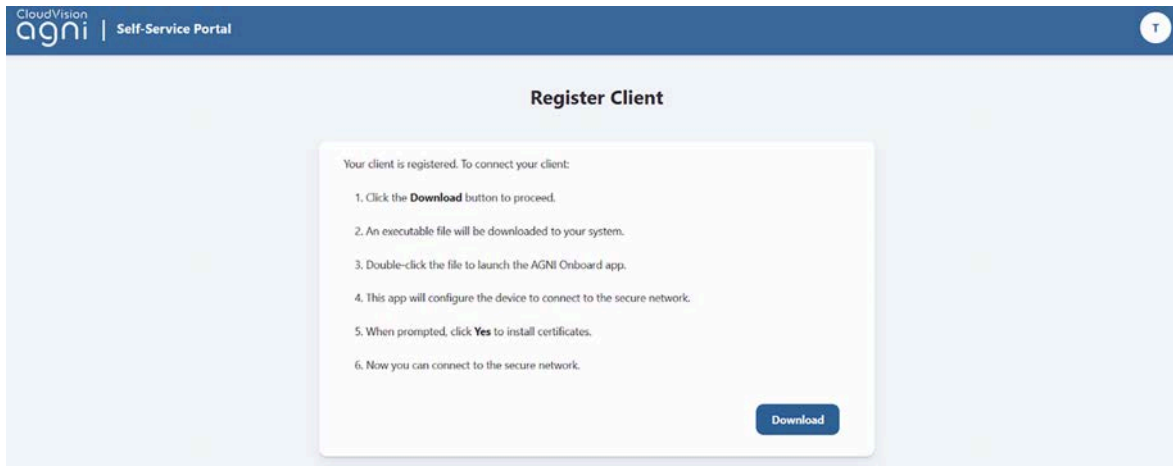 CloudVision
agni | Self-Service Portal
T
Register Client
Your client is registered. To connect your client:
1. Click the Download button to proceed.
2. An executable file will be downloaded to your system.
3. Double-click the file to launch the AGNI Onboard app.
4. This app will configure the device to connect to the secure network.
5. When prompted, click Yes to install certificates.
6. Now you can connect to the secure network.
Download